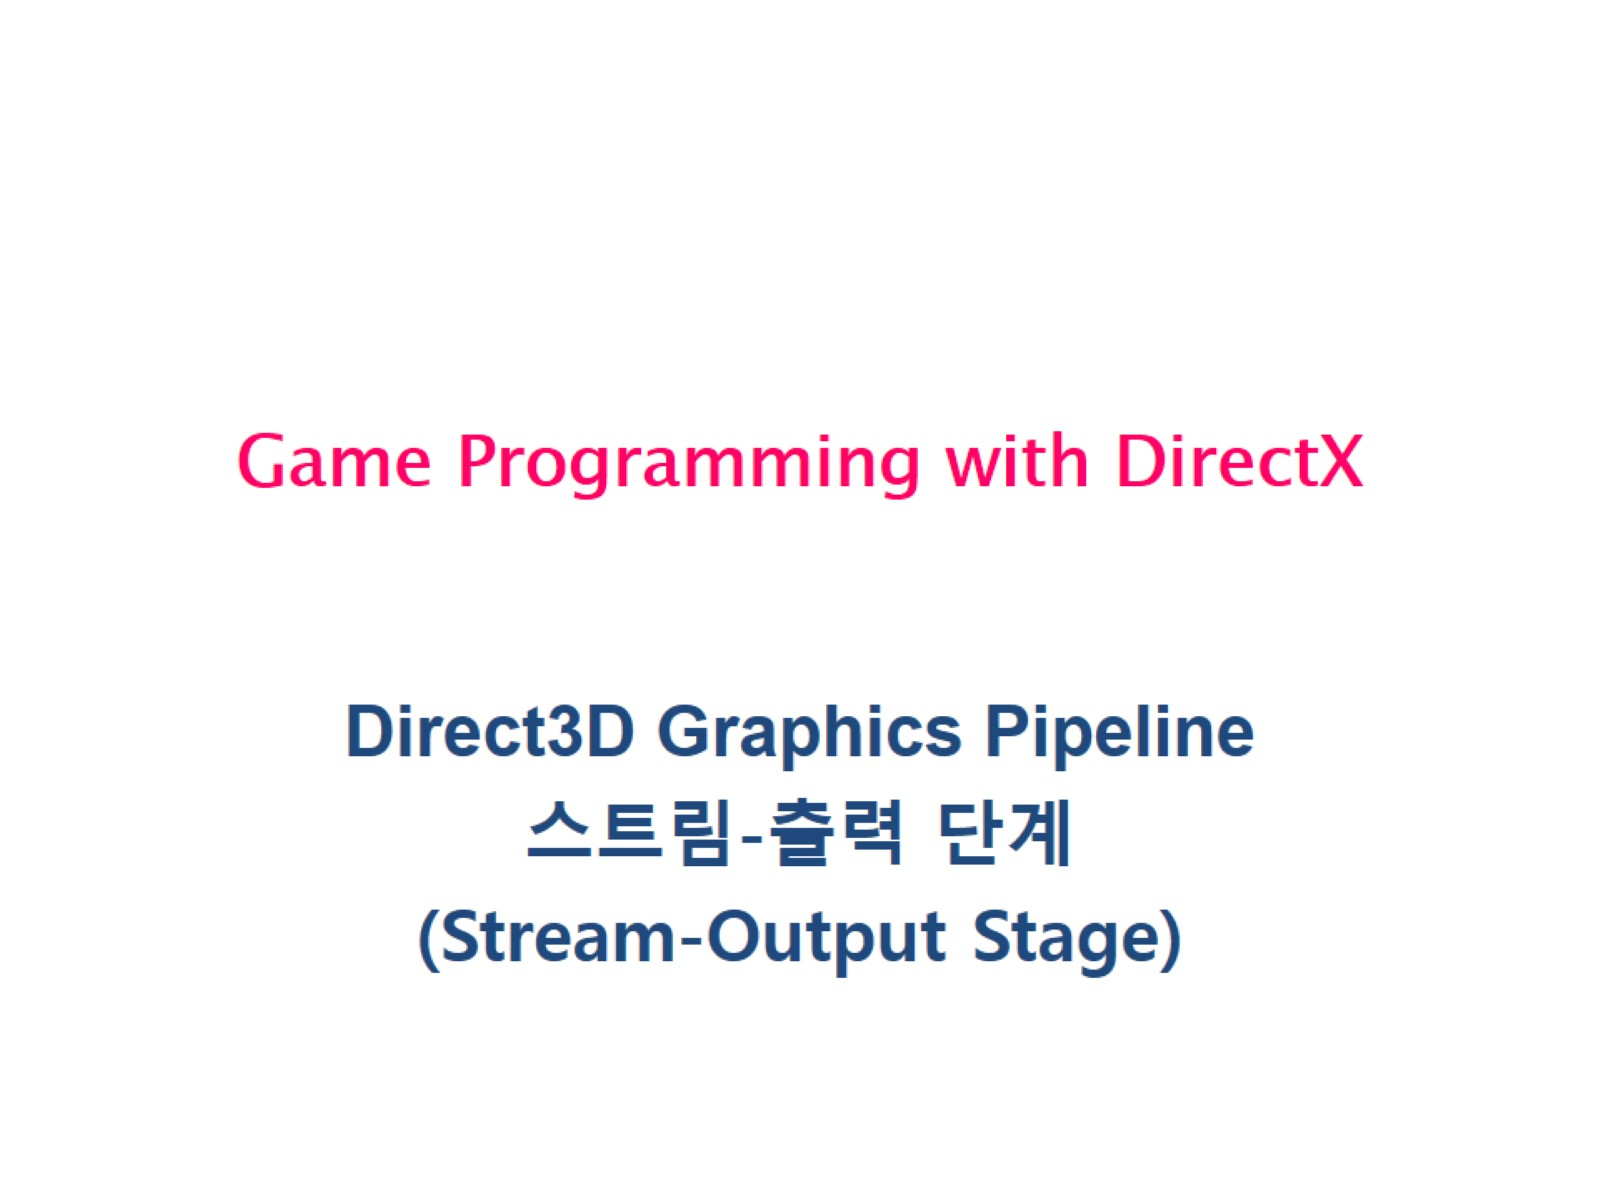 Game Programming with DirectX
Direct3D Graphics Pipeline
스트림-출력 단계
(Stream-Output Stage)